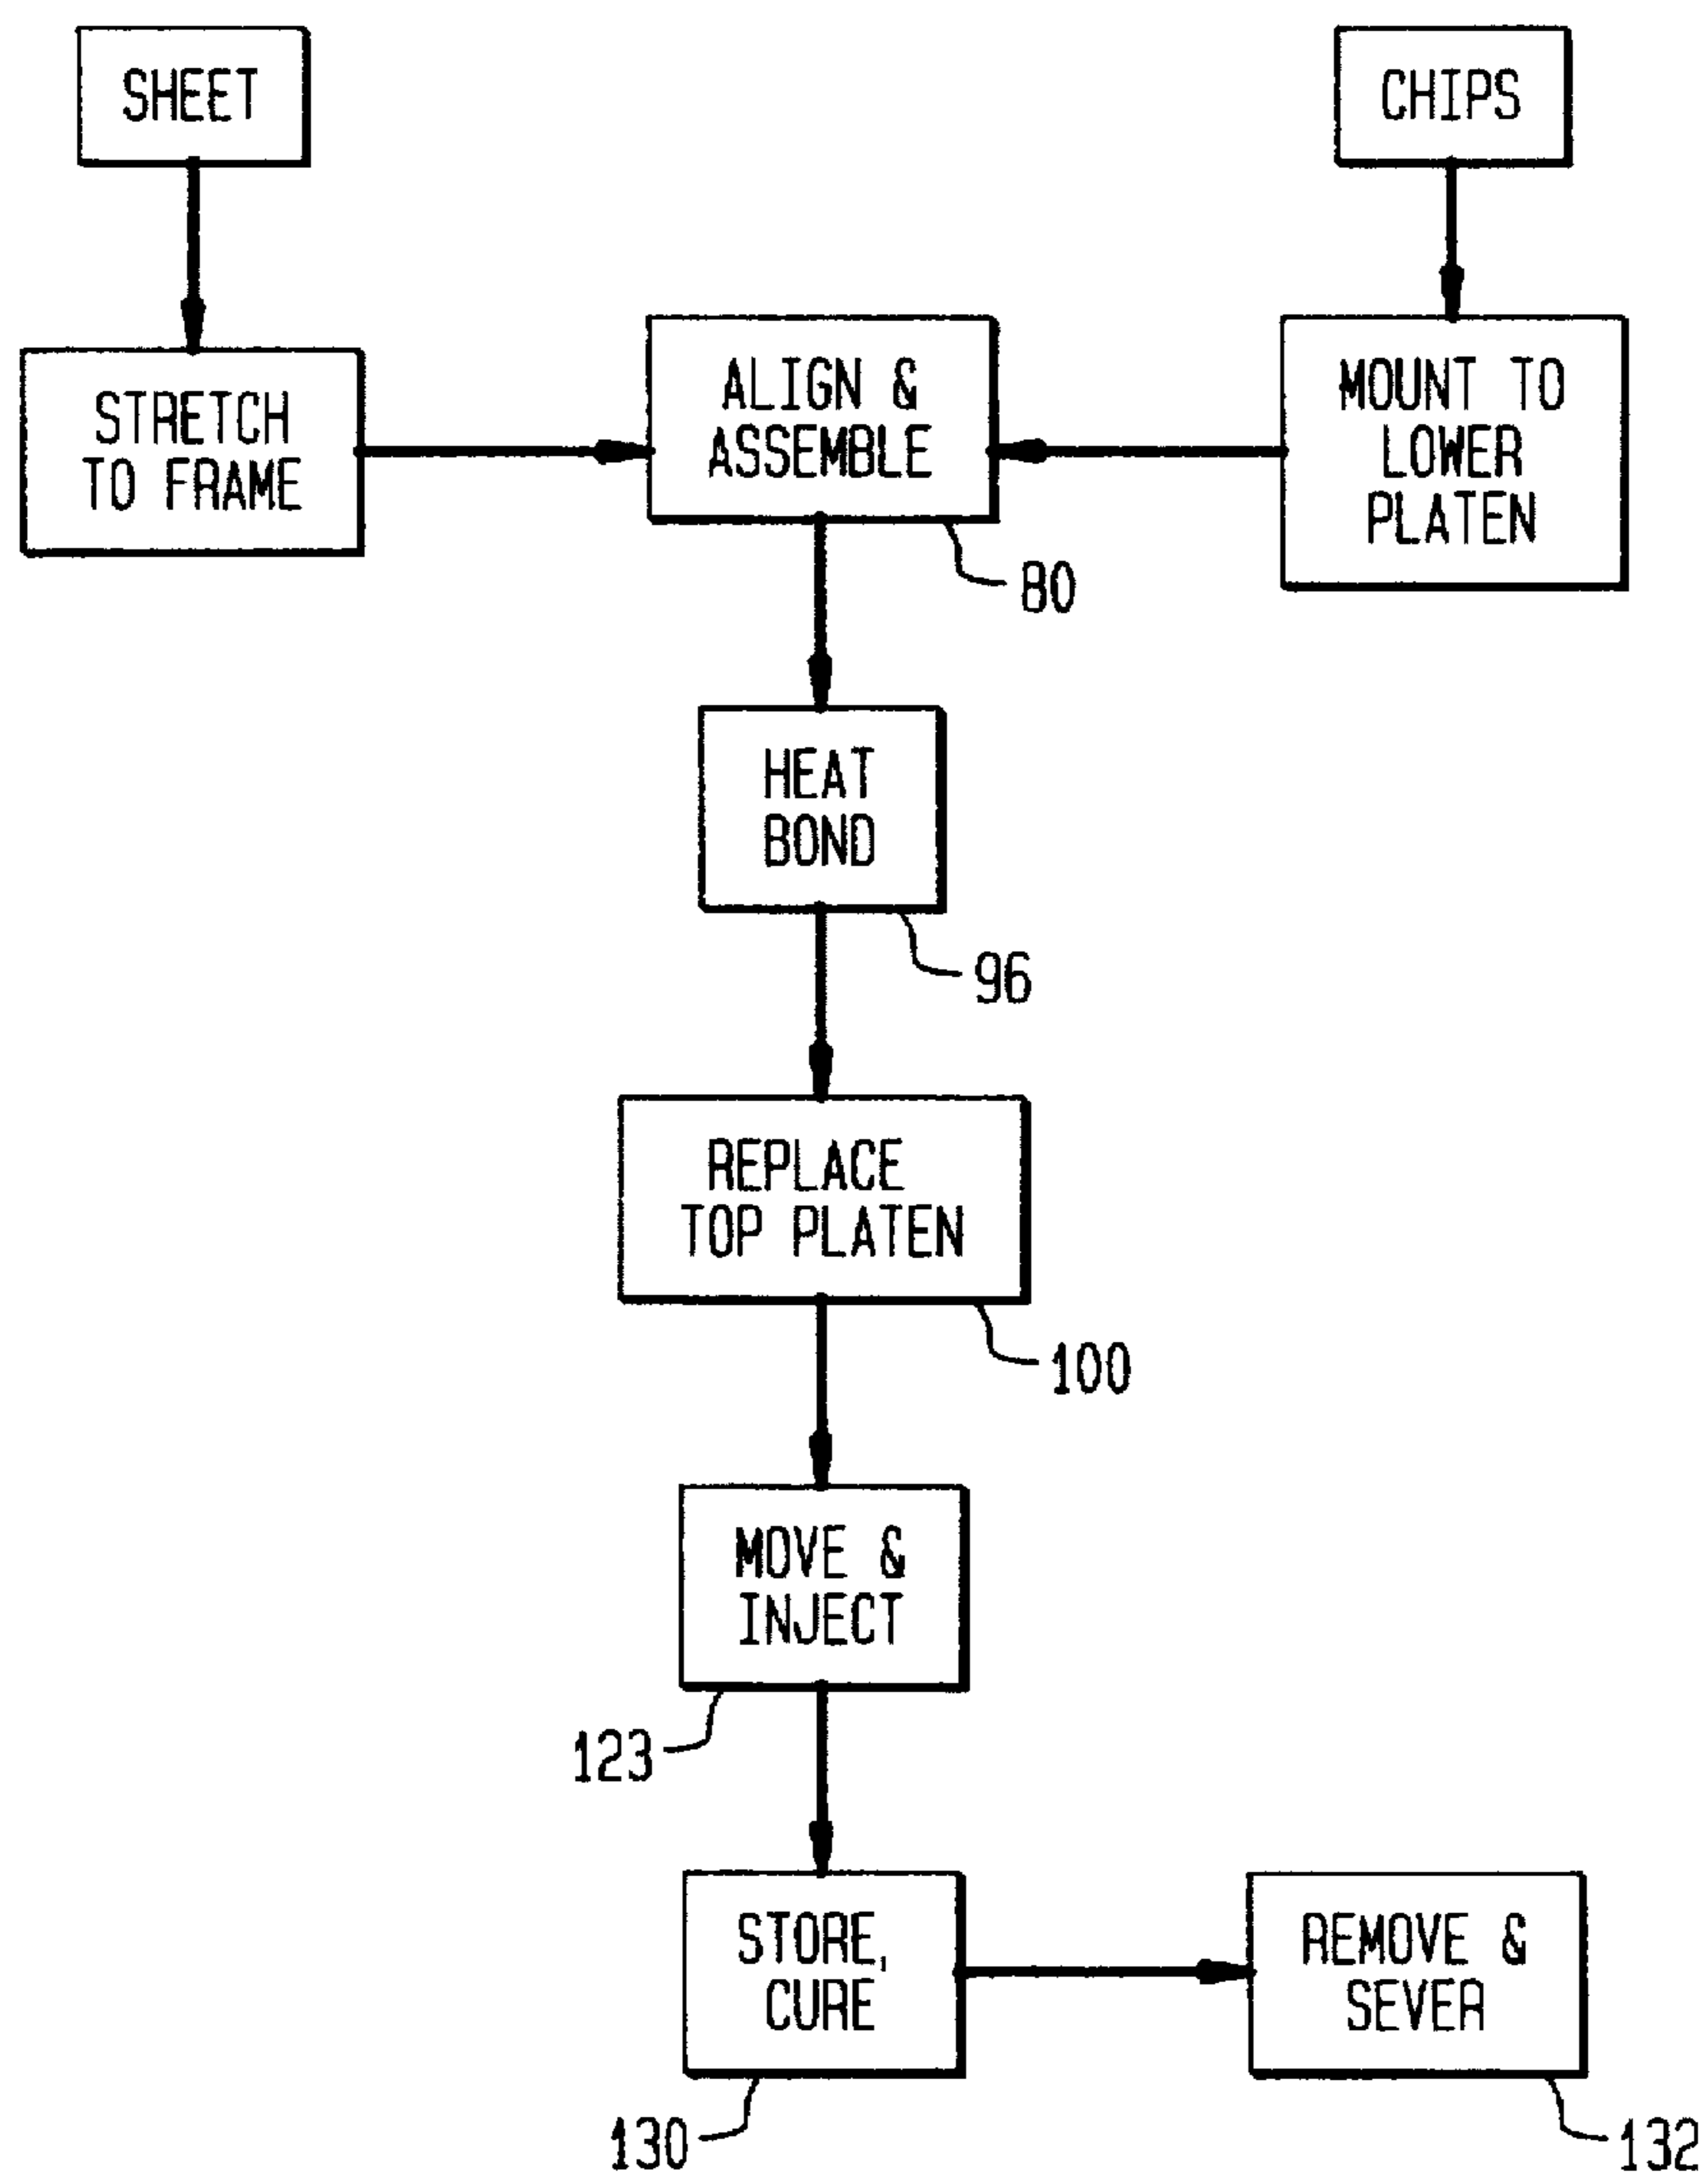 SHEET
CHIPS
STRETCH
TO FRAME
ALIGN &
ASSEMBLE
MOUNT TO
LOWER
PLATEN
80
HEAT
BOND
96
REPLACE
TOP PLATEN
100
MOVE &
INJECT
123
STORE,
CURE
130
REMOVE &
SEVER
132